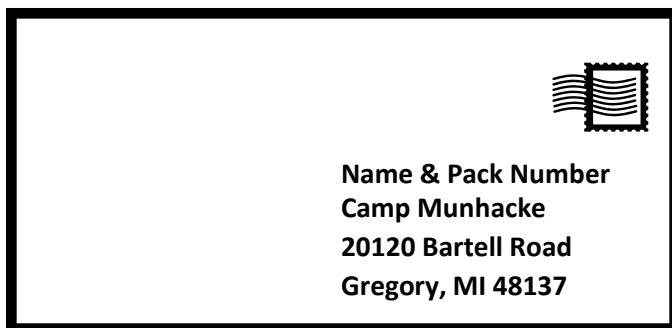 Name & Pack Number
Camp Munhacke
20120 Bartell Road
Gregory, MI 48137